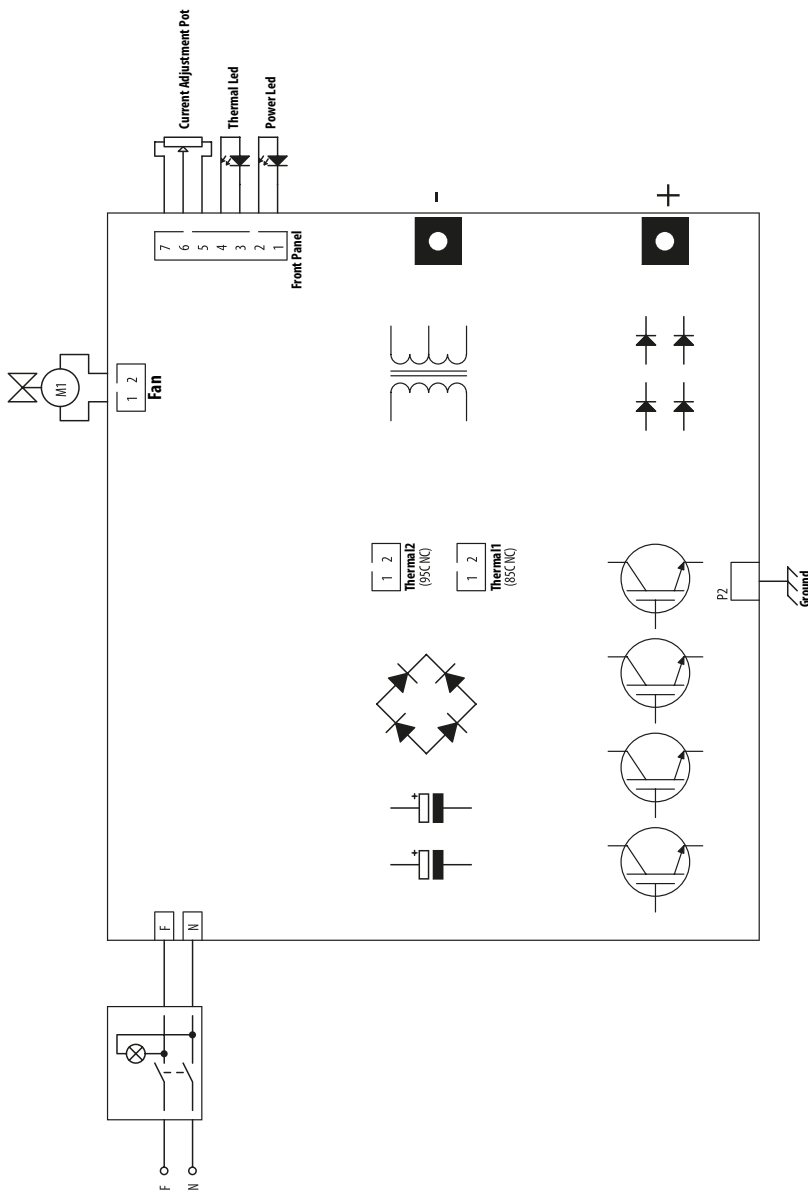 Current Adjustment Pot
Thermal Led
Power Led
7
6
5
4
3
2
1
Front Panel
-
+
M1
1 2
Fan
1 2
Thermal2
(95C NC)
1 2
Thermal1
(85C NC)
P2
Ground
+
+
F
N
F
N